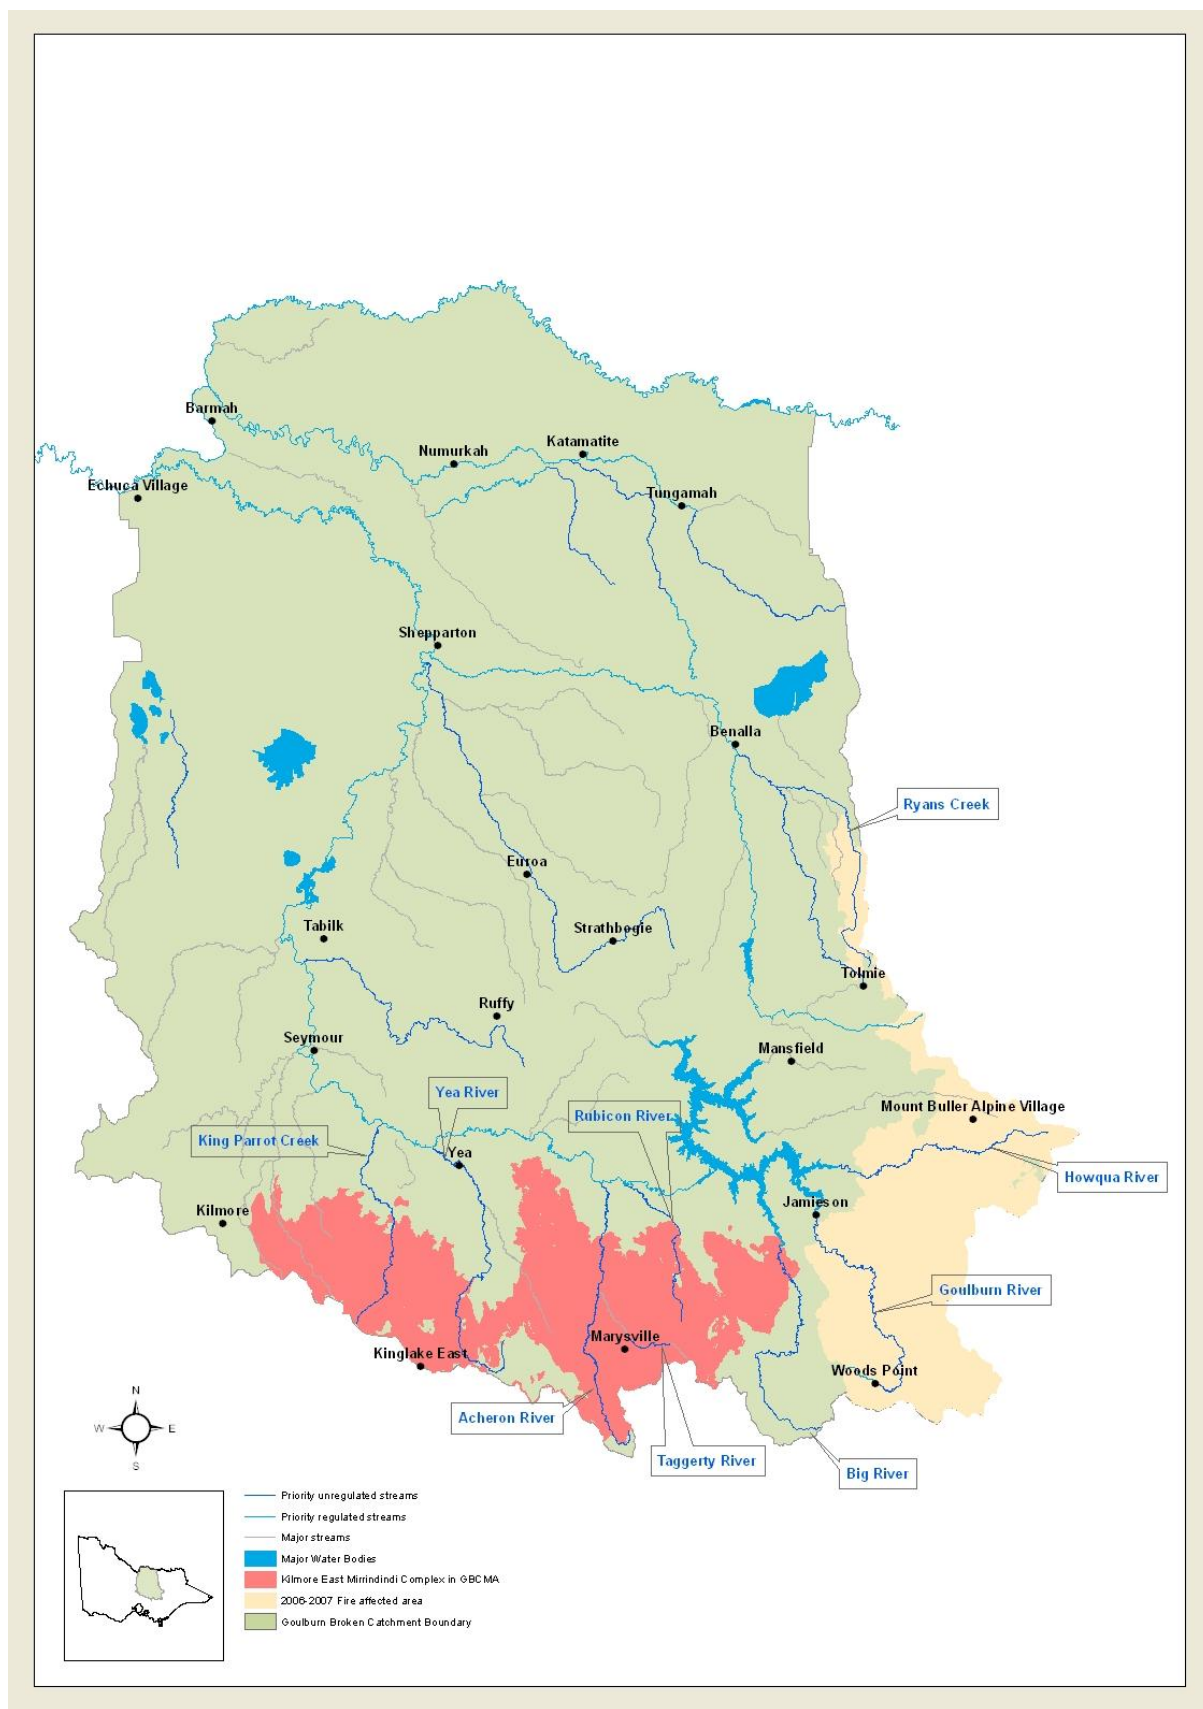 Barmah
Katamatite
Numurkah
Echuca Village
Tungamah
Shepparton
Benalla
Ryans Creek
Euroa
Tabilk
Strathbogie
Tolmie
Ruffy
Seymour
Mansfield
Yea River
Mount Buller Alpine Village
Rubicon River
King Parrot Creek
Yea
Howqua River
Jamieson
Kilmore
Goulburn River
Marysville
Kinglake East
Woods Point
Acheron River
Taggerty River
Big River
N
W
E
S
Priority unregulated streams
Priority regulated streams
Major streams
Major Water Bodies
Kilmore East Mirrindindi Complex in GBCMA
2006-2007 Fire affected area
Goulburn Broken Catchment Boundary